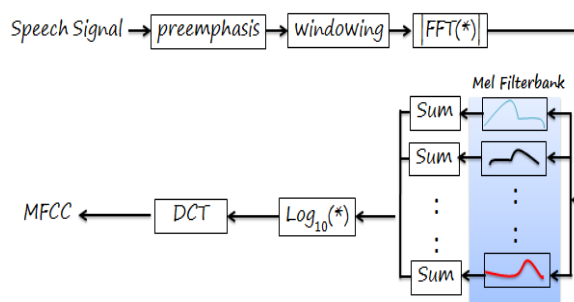 Speech Signal
preemphasis
windowing
|FFT(*)|
Mel Filterbank
Sum
Sum
:
:
:
:
Sum
Log10(*)
DCT
MFCC